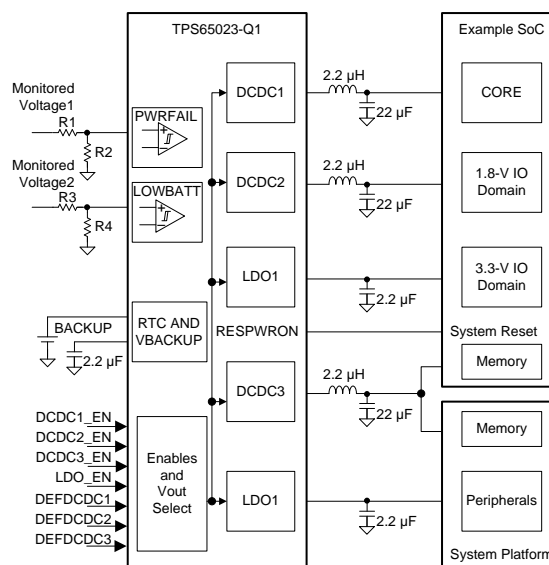 TPS65023-Q1
Example SoC
Monitored
Voltage1
R1
R2
PWRFAIL
Monitored
Voltage2
R3
R4
LOWBATT
DCDC1
2.2 µH
22 µF
CORE
DCDC2
2.2 µH
22 µF
1.8-V IO
Domain
LDO1
2.2 µF
3.3-V IO
Domain
BACKUP
2.2 µF
RTC AND
VBACKUP
RESPWRON
System Reset
DCDC3
2.2 µH
22 µF
Memory
DCDC1_EN
DCDC2_EN
DCDC3_EN
LDO_EN
DEFDCDC1
DEFDCDC2
DEFDCDC3
Enables
and
Vout
Select
LDO1
2.2 µF
Memory
Peripherals
System Platform